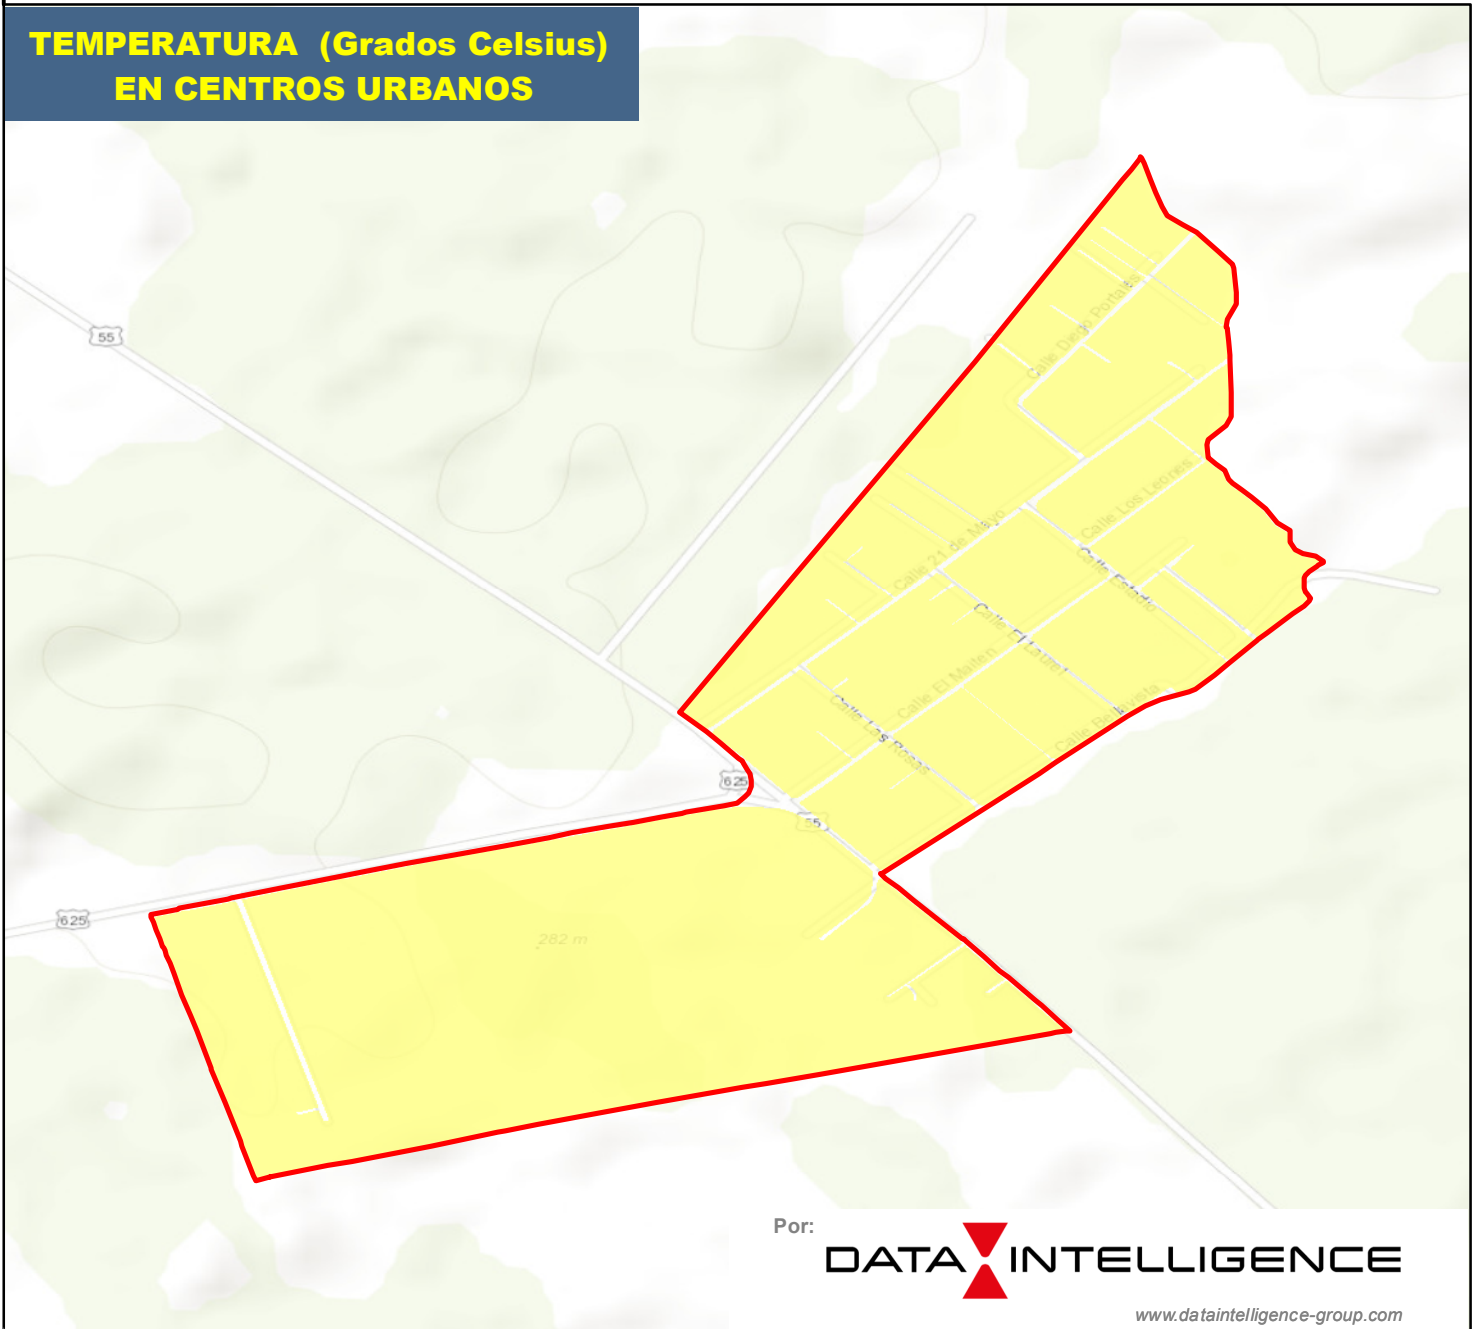 TEMPERATURA (Grados Celsius)
EN CENTROS URBANOS
55
Calle Diego Portales
Calle Los Leones
Calle 21 de Mayo
Calle Estadio
Calle El Laurel
Calle El Maiten
Calle Bellavista
Calle Las Rosas
625
55
625
282 m
Por:
DATA INTELLIGENCE
www.dataintelligence-group.com